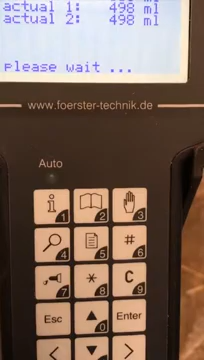 actual 1:    498 ml
actual 2:    498 ml
please wait ...
www.foerster-technik.de
Auto
i 1
2
3
4
5
# 6
7
* 8
C 9
Esc
0
Enter